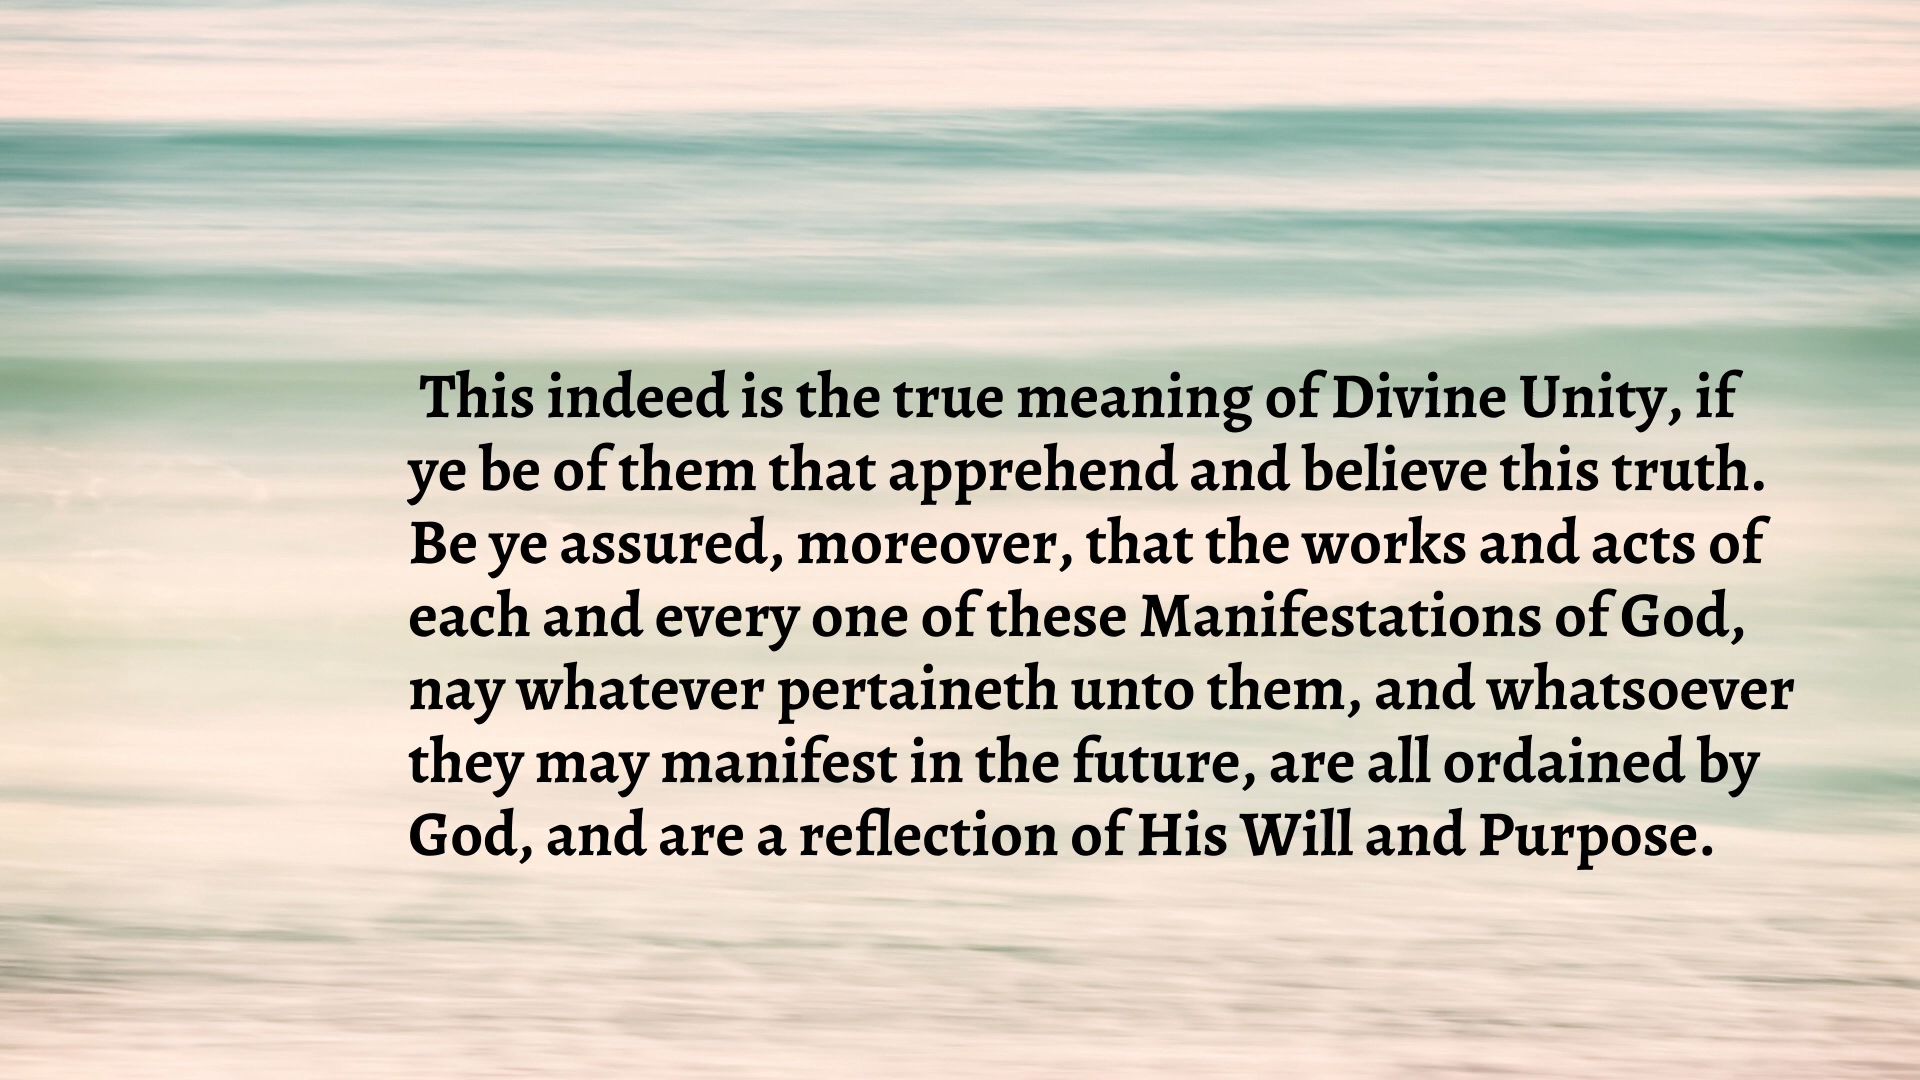 This indeed is the true meaning of Divine Unity, if
ye be of them that apprehend and believe this truth.
Be ye assured, moreover, that the works and acts of
each and every one of these Manifestations of God,
nay whatever pertaineth unto them, and whatsoever
they may manifest in the future, are all ordained by
God, and are a reflection of His Will and Purpose.